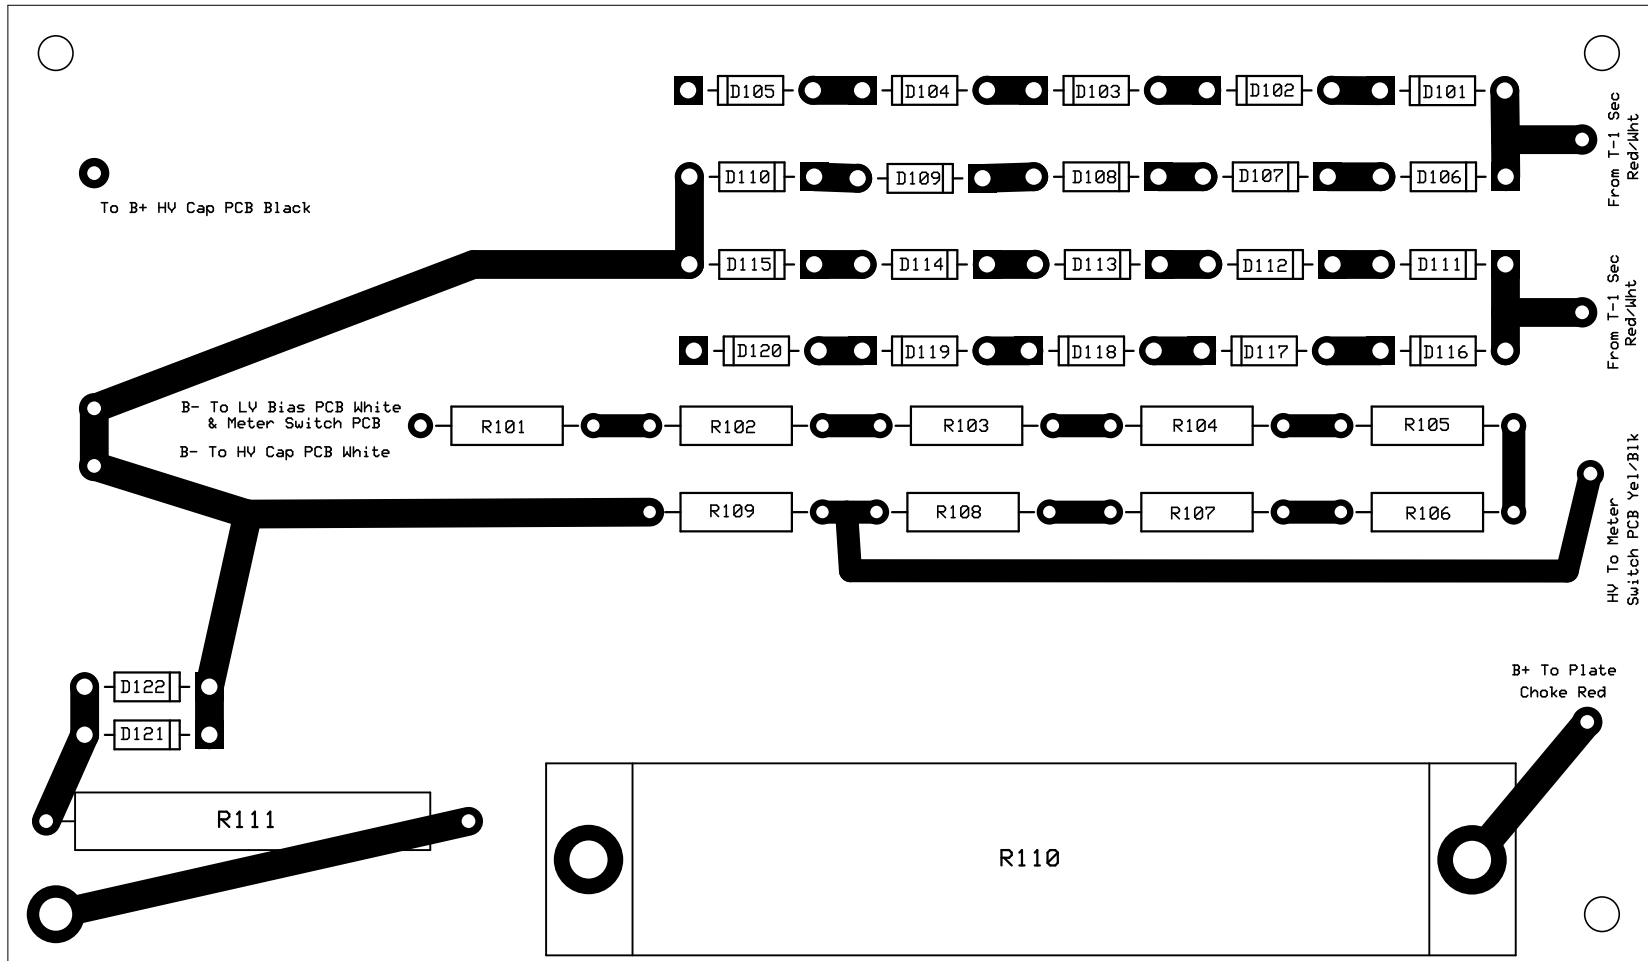 D105
D104
D103
D102
D101
From T-1 Sec
Red/Wht
D110
D109
D108
D107
D106
To B+ HV Cap PCB Black
D115
D114
D113
D112
D111
From T-1 Sec
Red/Wht
D120
D119
D118
D117
D116
B- To LV Bias PCB White
& Meter Switch PCB
B- To HV Cap PCB White
R101
R102
R103
R104
R105
R109
R108
R107
R106
HV To Meter
Switch PCB Yel/Blk
D122
D121
B+ To Plate
Choke Red
R111
R110